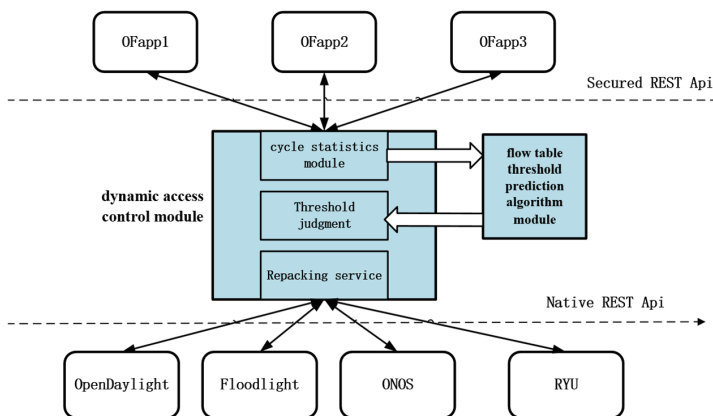 OFapp1
OFapp2
OFapp3
Secured REST Api
cycle statistics
module
flow table
threshold
prediction
algorithm
module
dynamic access
control module
Threshold
judgment
Repacking service
Native REST Api
OpenDaylight
Floodlight
ONOS
RYU